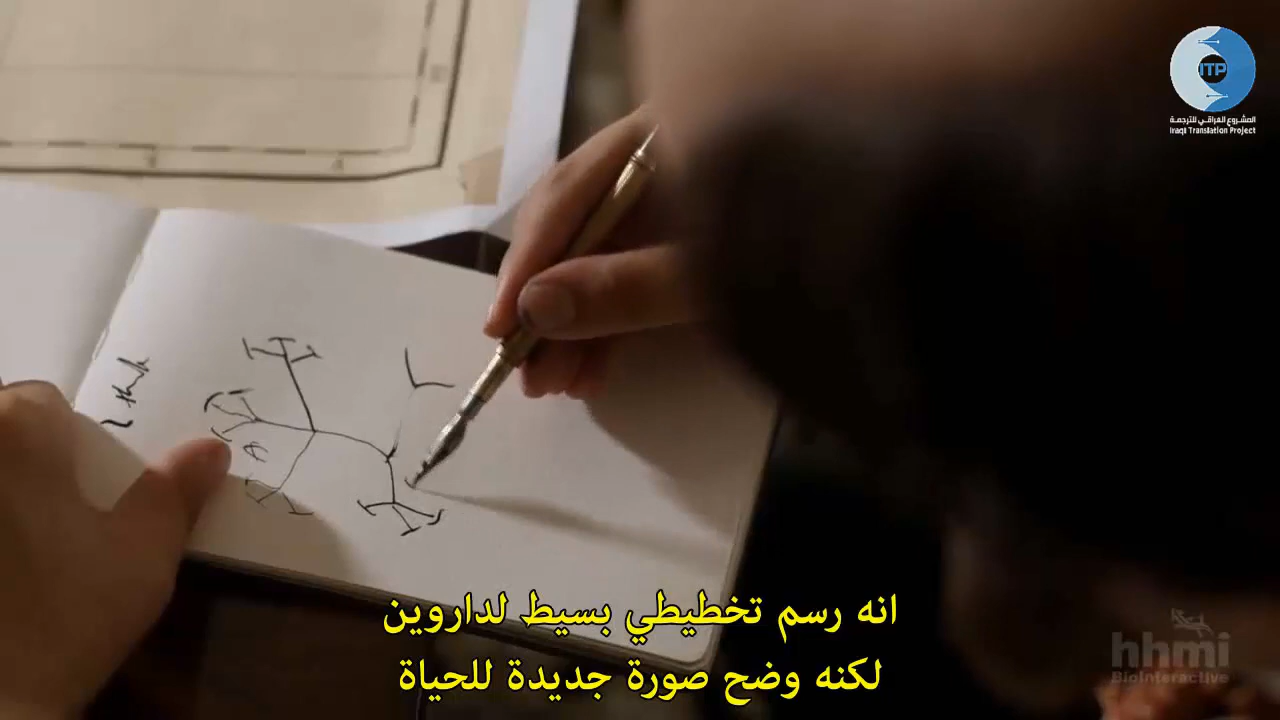 ITP
المشروع العراقي للترجمة
Iraqi Translation Project
I think
A
انه رسم تخطيطي بسيط لداروين
لكنه وضح صورة جديدة للحياة
hhmi
BioInteractive